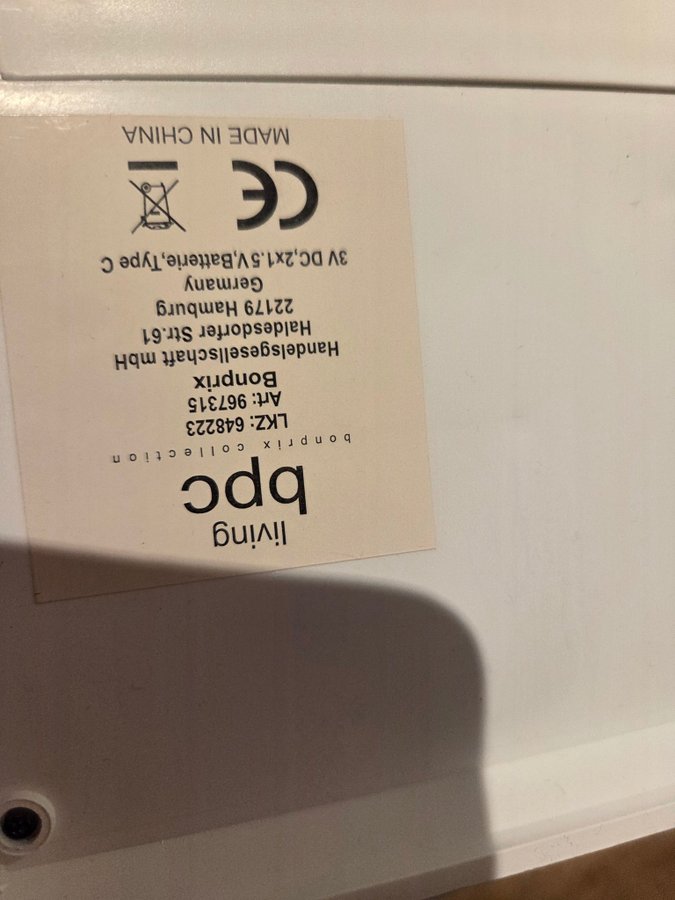 living
bpc
bonprix collection
LKZ: 648223
Art: 967315
Bonprix
Handelsgesellschaft mbH
Haldesdorfer Str.61
22179 Hamburg
Germany
3V DC,2x1.5V,Batterie,Type C
CE
MADE IN CHINA